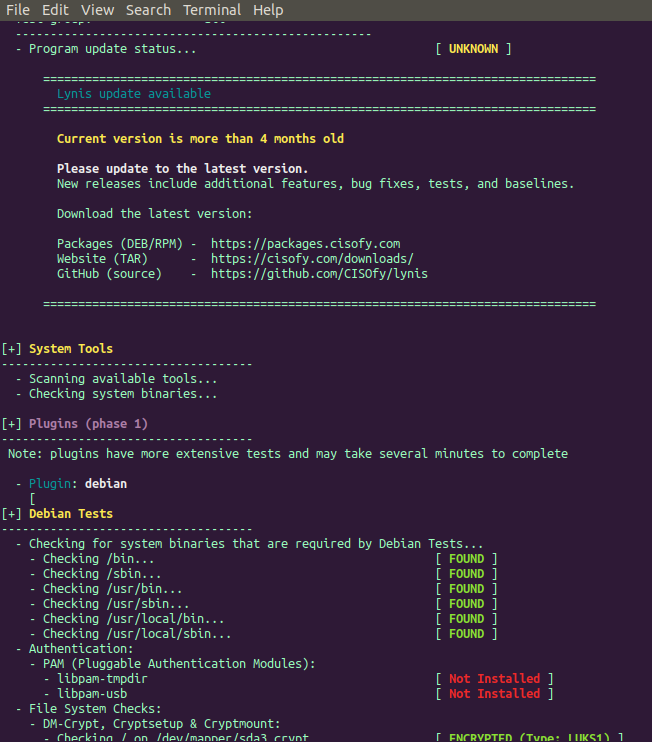 File Edit View Search Terminal Help
---------------------------------------------------
- Program update status... [ UNKNOWN ]
===============================================================================
Lynis update available
===============================================================================
Current version is more than 4 months old
Please update to the latest version.
New releases include additional features, bug fixes, tests, and baselines.
Download the latest version:
Packages (DEB/RPM) - https://packages.cisofy.com
Website (TAR) - https://cisofy.com/downloads/
GitHub (source) - https://github.com/CISOfy/lynis
===============================================================================
[+] System Tools
------------------------------------
- Scanning available tools...
- Checking system binaries...
[+] Plugins (phase 1)
------------------------------------
Note: plugins have more extensive tests and may take several minutes to complete
- Plugin: debian
[
[+] Debian Tests
------------------------------------
- Checking for system binaries that are required by Debian Tests...
- Checking /bin... [ FOUND ]
- Checking /sbin... [ FOUND ]
- Checking /usr/bin... [ FOUND ]
- Checking /usr/sbin... [ FOUND ]
- Checking /usr/local/bin... [ FOUND ]
- Checking /usr/local/sbin... [ FOUND ]
- Authentication:
- PAM (Pluggable Authentication Modules):
- libpam-tmpdir [ Not Installed ]
- libpam-usb [ Not Installed ]
- File System Checks:
- DM-Crypt, Cryptsetup & Cryptmount:
- Checking / on /dev/mapper/sda3_crypt [ ENCRYPTED (Type: LUKS1) ]